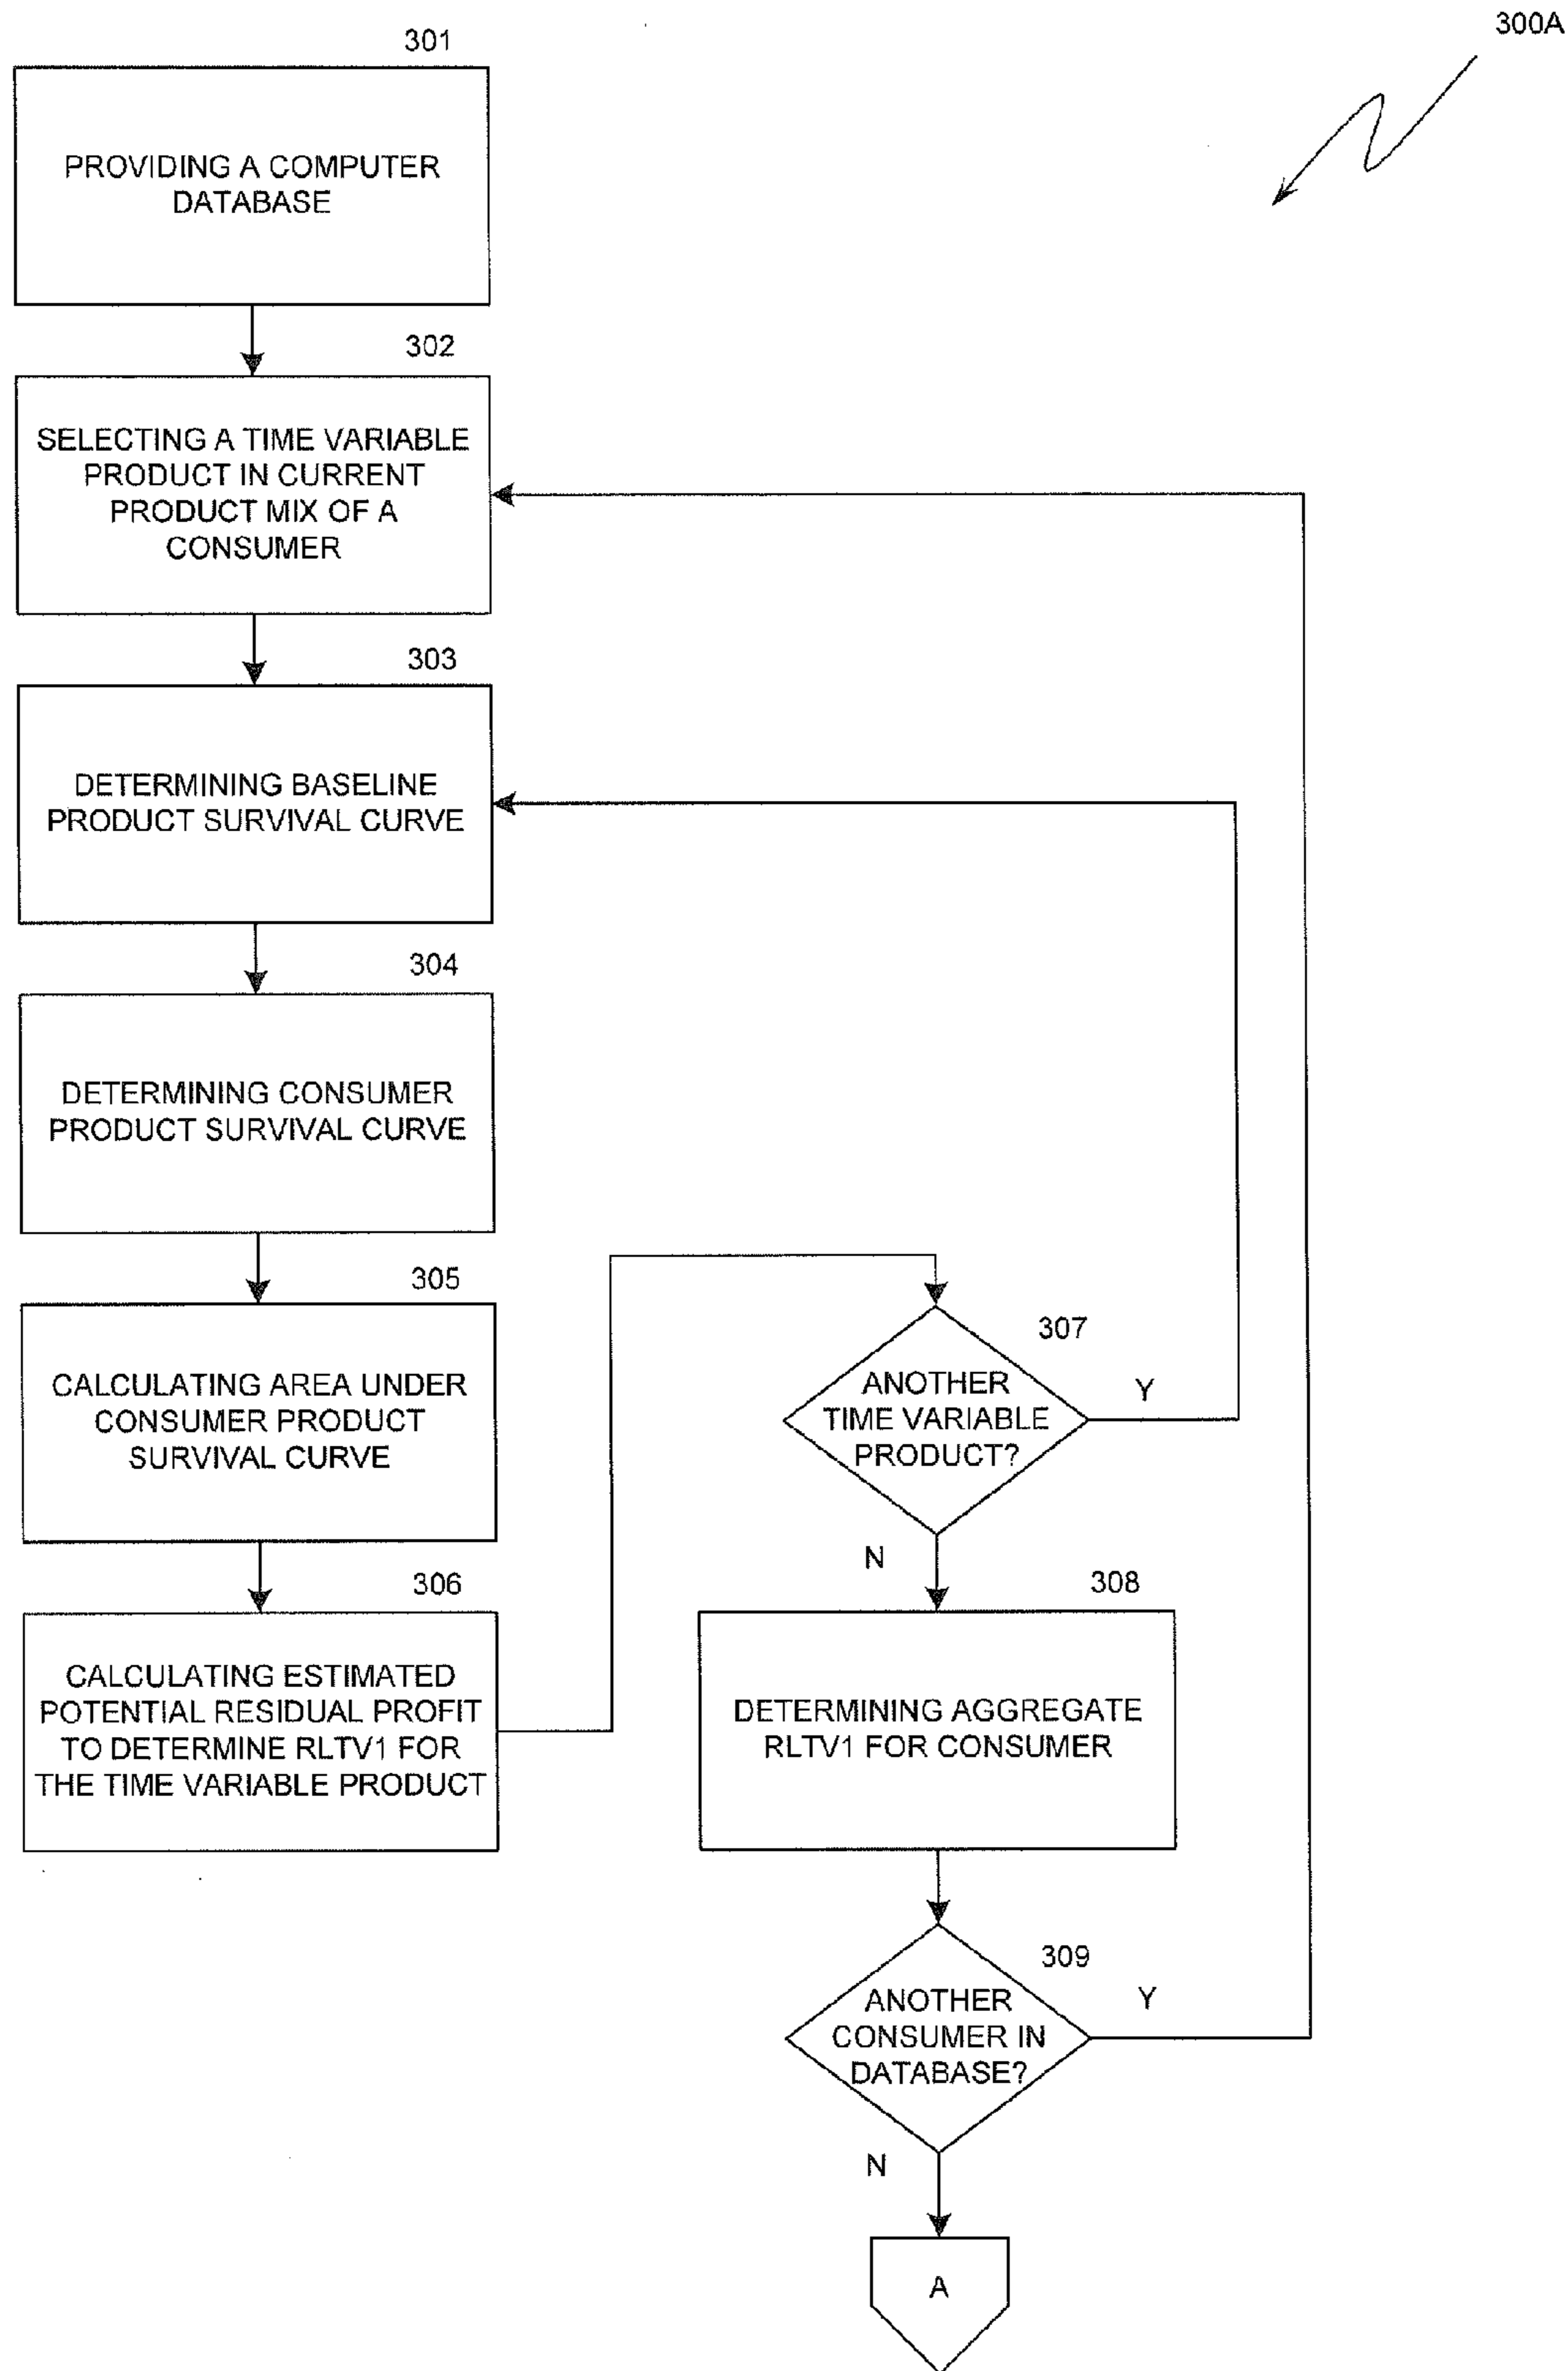 300A
301
PROVIDING A COMPUTER
DATABASE
302
SELECTING A TIME VARIABLE
PRODUCT IN CURRENT
PRODUCT MIX OF A
CONSUMER
303
DETERMINING BASELINE
PRODUCT SURVIVAL CURVE
304
DETERMINING CONSUMER
PRODUCT SURVIVAL CURVE
305
CALCULATING AREA UNDER
CONSUMER PRODUCT
SURVIVAL CURVE
306
CALCULATING ESTIMATED
POTENTIAL RESIDUAL PROFIT
TO DETERMINE RLTV1 FOR
THE TIME VARIABLE PRODUCT
307
ANOTHER
TIME VARIABLE
PRODUCT?
Y
N
308
DETERMINING AGGREGATE
RLTV1 FOR CONSUMER
309
ANOTHER
CONSUMER IN
DATABASE?
Y
N
A